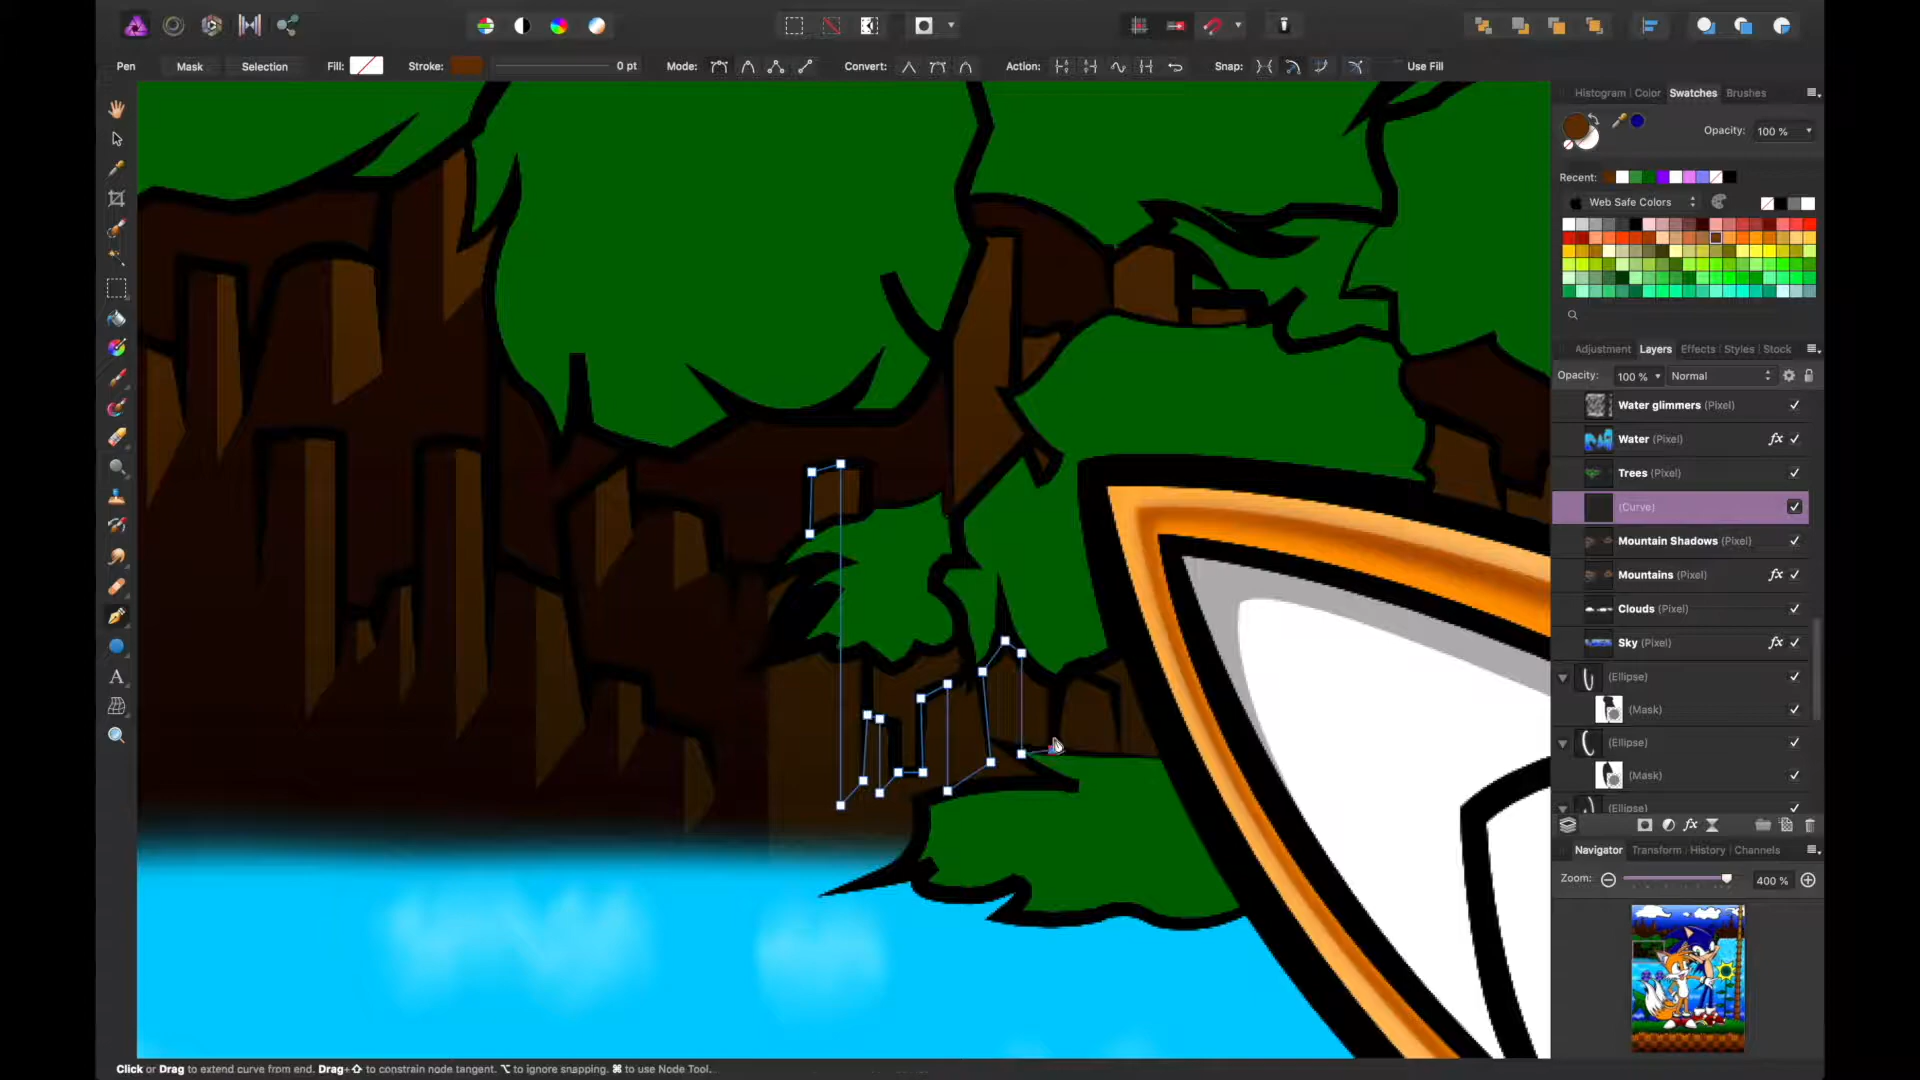 Pen Mask Selection Fill: Stroke: 0 pt Mode: Convert: Action: Snap: Use Fill
Histogram Color Swatches Brushes
Opacity: 100 %
Recent:
Web Safe Colors
Adjustment Layers Effects Styles Stock
Opacity: 100 % Normal
Water glimmers (Pixel)
Water (Pixel) fx
Trees (Pixel)
(Curve)
Mountain Shadows (Pixel)
Mountains (Pixel) fx
Clouds (Pixel)
Sky (Pixel) fx
(Ellipse)
(Mask)
(Ellipse)
(Mask)
(Ellipse)
fx
Navigator Transform History Channels
Zoom: 400 %
A
Click or Drag to extend curve from end. Drag+⇧ to constrain node tangent. ⌥ to ignore snapping. ⌘ to use Node Tool.